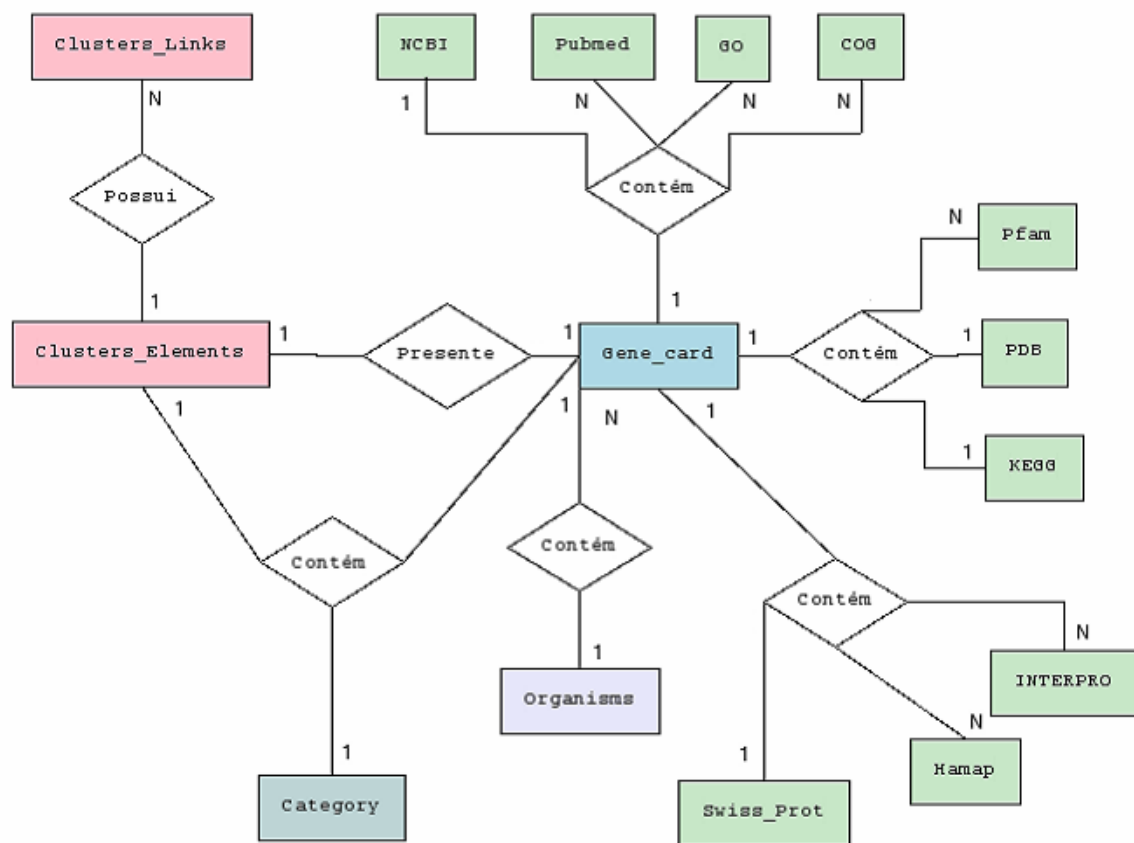 Clusters_Links
NCBI
Pubmed
GO
COG
N
1
N
N
N
Possui
Contém
N
Pfam
1
1
Clusters_Elements
1
Presente
1
Gene_card
1
Contém
1
PDB
1
1
N
1
1
KEGG
Contém
Contém
Contém
N
INTERPRO
1
Organisms
N
Hamap
1
1
Category
Swiss_Prot